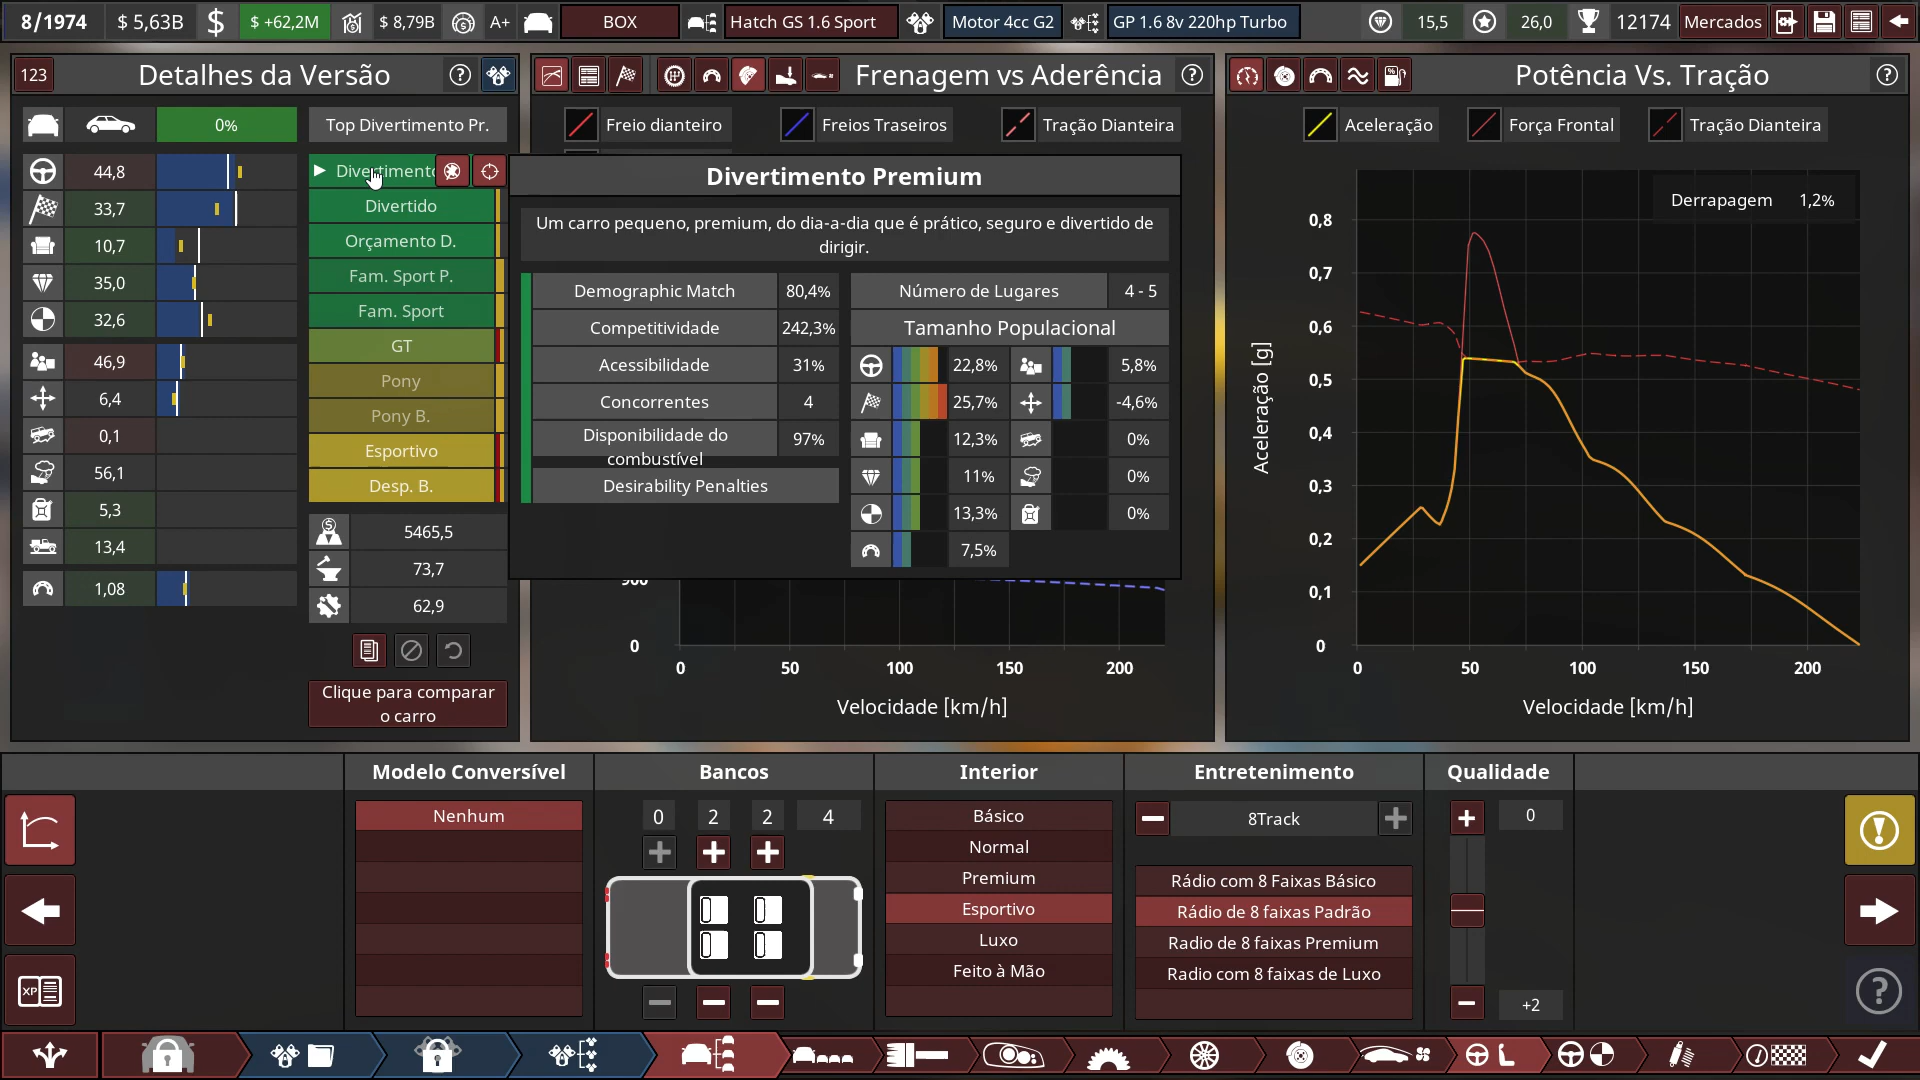 8/1974
$ 5,63B
$ +62,2M
$ 8,79B
A+
BOX
Hatch GS 1.6 Sport
Motor 4cc G2
GP 1.6 8v 220hp Turbo
15,5
26,0
12174
Mercados
123
Detalhes da Versão
Frenagem vs Aderência
Potência Vs. Tração
0%
Top Divertimento Pr.
44,8
33,7
10,7
35,0
32,6
46,9
6,4
0,1
56,1
5,3
13,4
1,08
Divertimento
Divertido
Orçamento D.
Fam. Sport P.
Fam. Sport
GT
Pony
Pony B.
Esportivo
Desp. B.
5465,5
73,7
62,9
Clique para comparar
o carro
Freio dianteiro
Freios Traseiros
Tração Dianteira
Divertimento Premium
Um carro pequeno, premium, do dia-a-dia que é prático, seguro e divertido de
dirigir.
Demographic Match
80,4%
Competitividade
242,3%
Acessibilidade
31%
Concorrentes
4
Disponibilidade do
combustível
97%
Desirability Penalties
Número de Lugares
4 - 5
Tamanho Populacional
22,8%
5,8%
25,7%
-4,6%
12,3%
0%
11%
0%
13,3%
0%
7,5%
0
0
50
100
150
200
Velocidade [km/h]
Aceleração
Força Frontal
Tração Dianteira
Derrapagem
1,2%
Aceleração [g]
0,8
0,7
0,6
0,5
0,4
0,3
0,2
0,1
0
0
50
100
150
200
Velocidade [km/h]
Modelo Conversível
Nenhum
Bancos
0
2
2
4
Interior
Básico
Normal
Premium
Esportivo
Luxo
Feito à Mão
Entretenimento
8Track
Rádio com 8 Faixas Básico
Rádio de 8 faixas Padrão
Radio de 8 faixas Premium
Radio com 8 faixas de Luxo
Qualidade
0
+2
XP